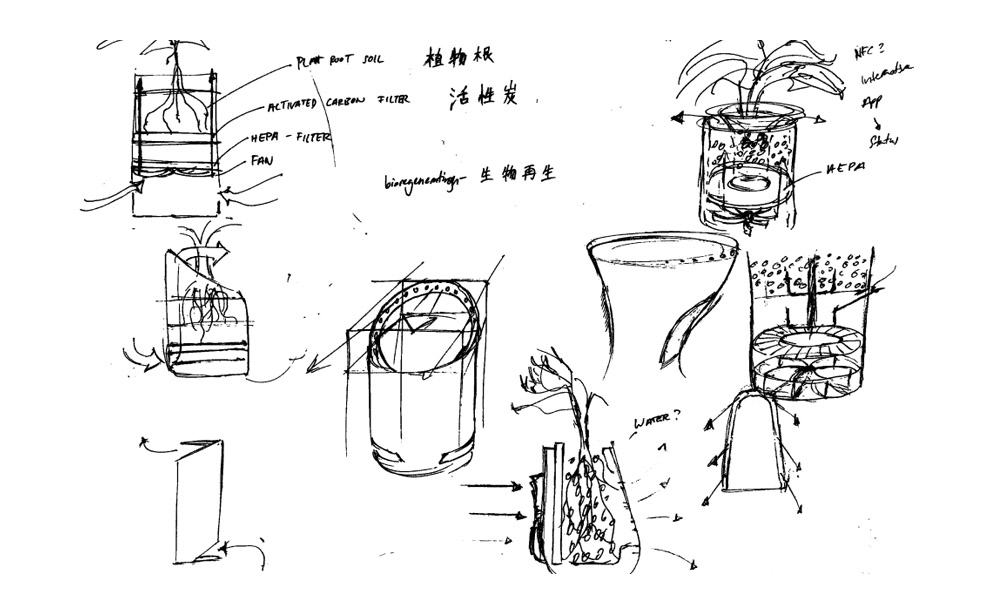 PLANT ROOT SOIL 植物根
ACTIVATED CARBON FILTER 活性炭
HEPA - FILTER
FAN
bioregenerating - 生物再生
NFC?
Interactive
App
Status
HEPA
WATER?